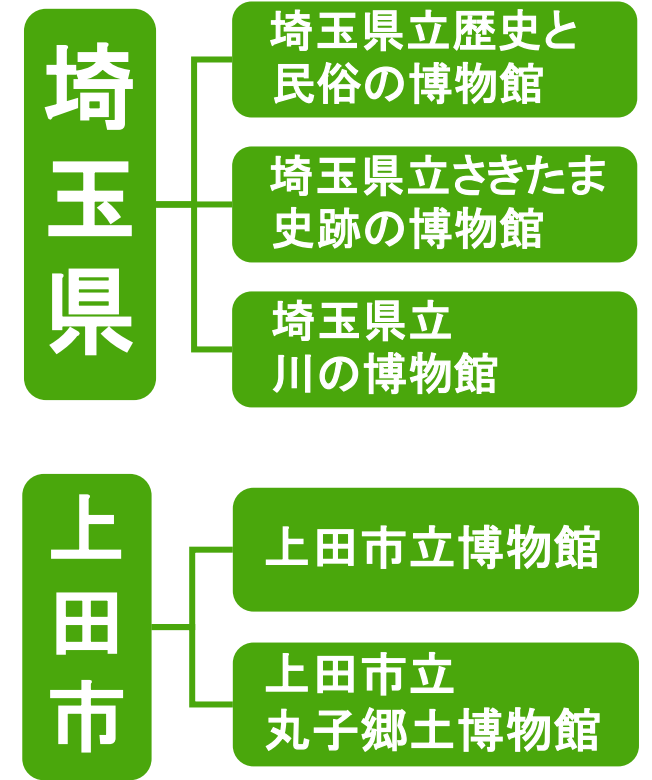 埼玉県
埼玉県立歴史と
民俗の博物館
埼玉県立さきたま
史跡の博物館
埼玉県立
川の博物館
上田市
上田市立博物館
上田市立
丸子郷土博物館